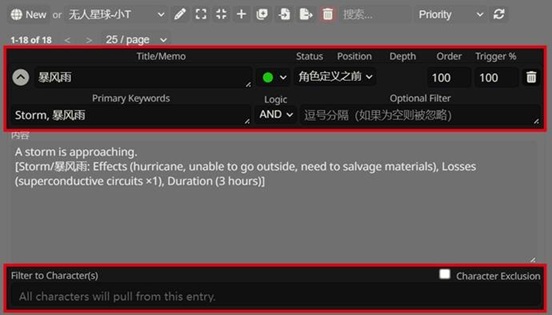 New or 无人星球-小T 搜索... Priority
1-18 of 18 < > 25 / page
Title/Memo Status Position Depth Order Trigger %
暴风雨 角色定义之前 100 100
Primary Keywords Logic Optional Filter
Storm, 暴风雨 AND 逗号分隔（如果为空则被忽略）
内容
A storm is approaching.
[Storm/暴风雨: Effects (hurricane, unable to go outside, need to salvage materials), Losses
(superconductive circuits ×1), Duration (3 hours)]
Filter to Character(s) Character Exclusion
All characters will pull from this entry.